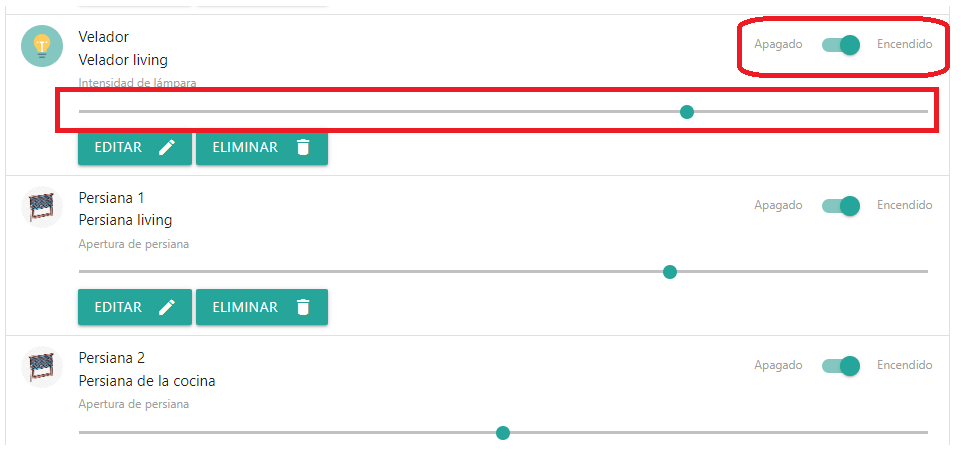 Velador
Apagado Encendido
Velador living
Intensidad de lámpara
EDITAR ELIMINAR
Persiana 1
Apagado Encendido
Persiana living
Apertura de persiana
EDITAR ELIMINAR
Persiana 2
Apagado Encendido
Persiana de la cocina
Apertura de persiana